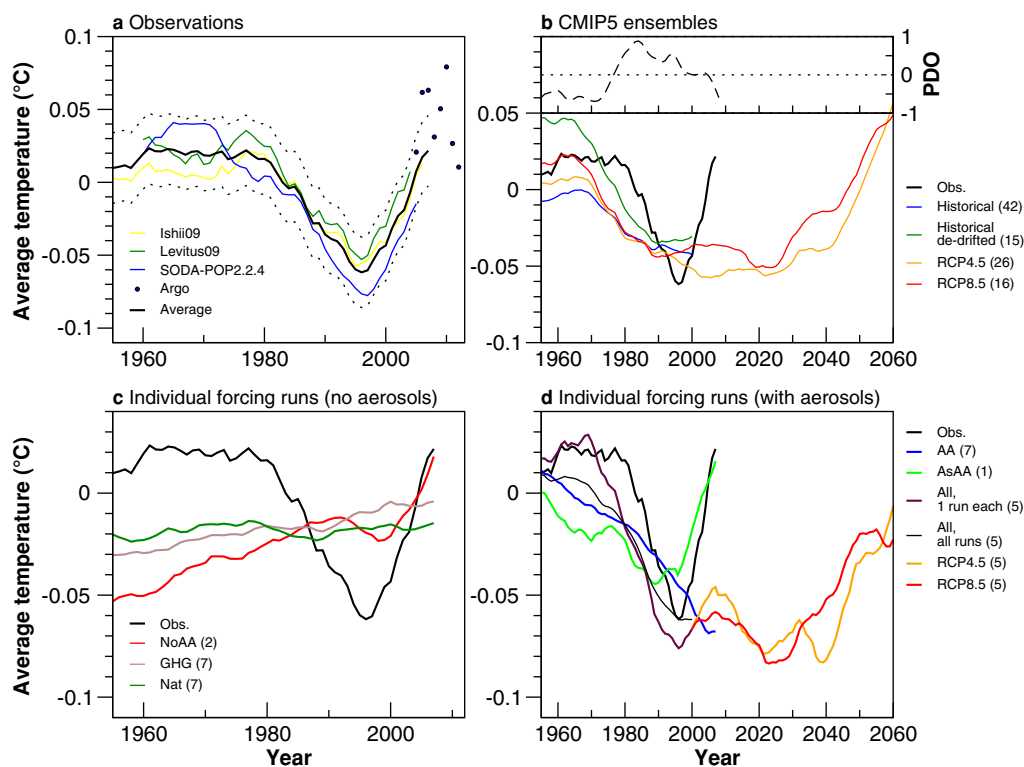 a Observations
Average temperature (°C)
0.1
0.05
0
-0.05
-0.1
Ishii09
Levitus09
SODA-POP2.2.4
Argo
Average
1960
1980
2000
b CMIP5 ensembles
1
0
-1
PDO
0.05
0
-0.05
-0.1
1960
1980
2000
2020
2040
2060
Obs.
Historical (42)
Historical
de-drifted (15)
RCP4.5 (26)
RCP8.5 (16)
c Individual forcing runs (no aerosols)
Average temperature (°C)
0
-0.05
-0.1
Obs.
NoAA (2)
GHG (7)
Nat (7)
1960
1980
2000
Year
d Individual forcing runs (with aerosols)
0
-0.05
-0.1
1960
1980
2000
2020
2040
2060
Year
Obs.
AA (7)
AsAA (1)
All,
1 run each (5)
All,
all runs (5)
RCP4.5 (5)
RCP8.5 (5)